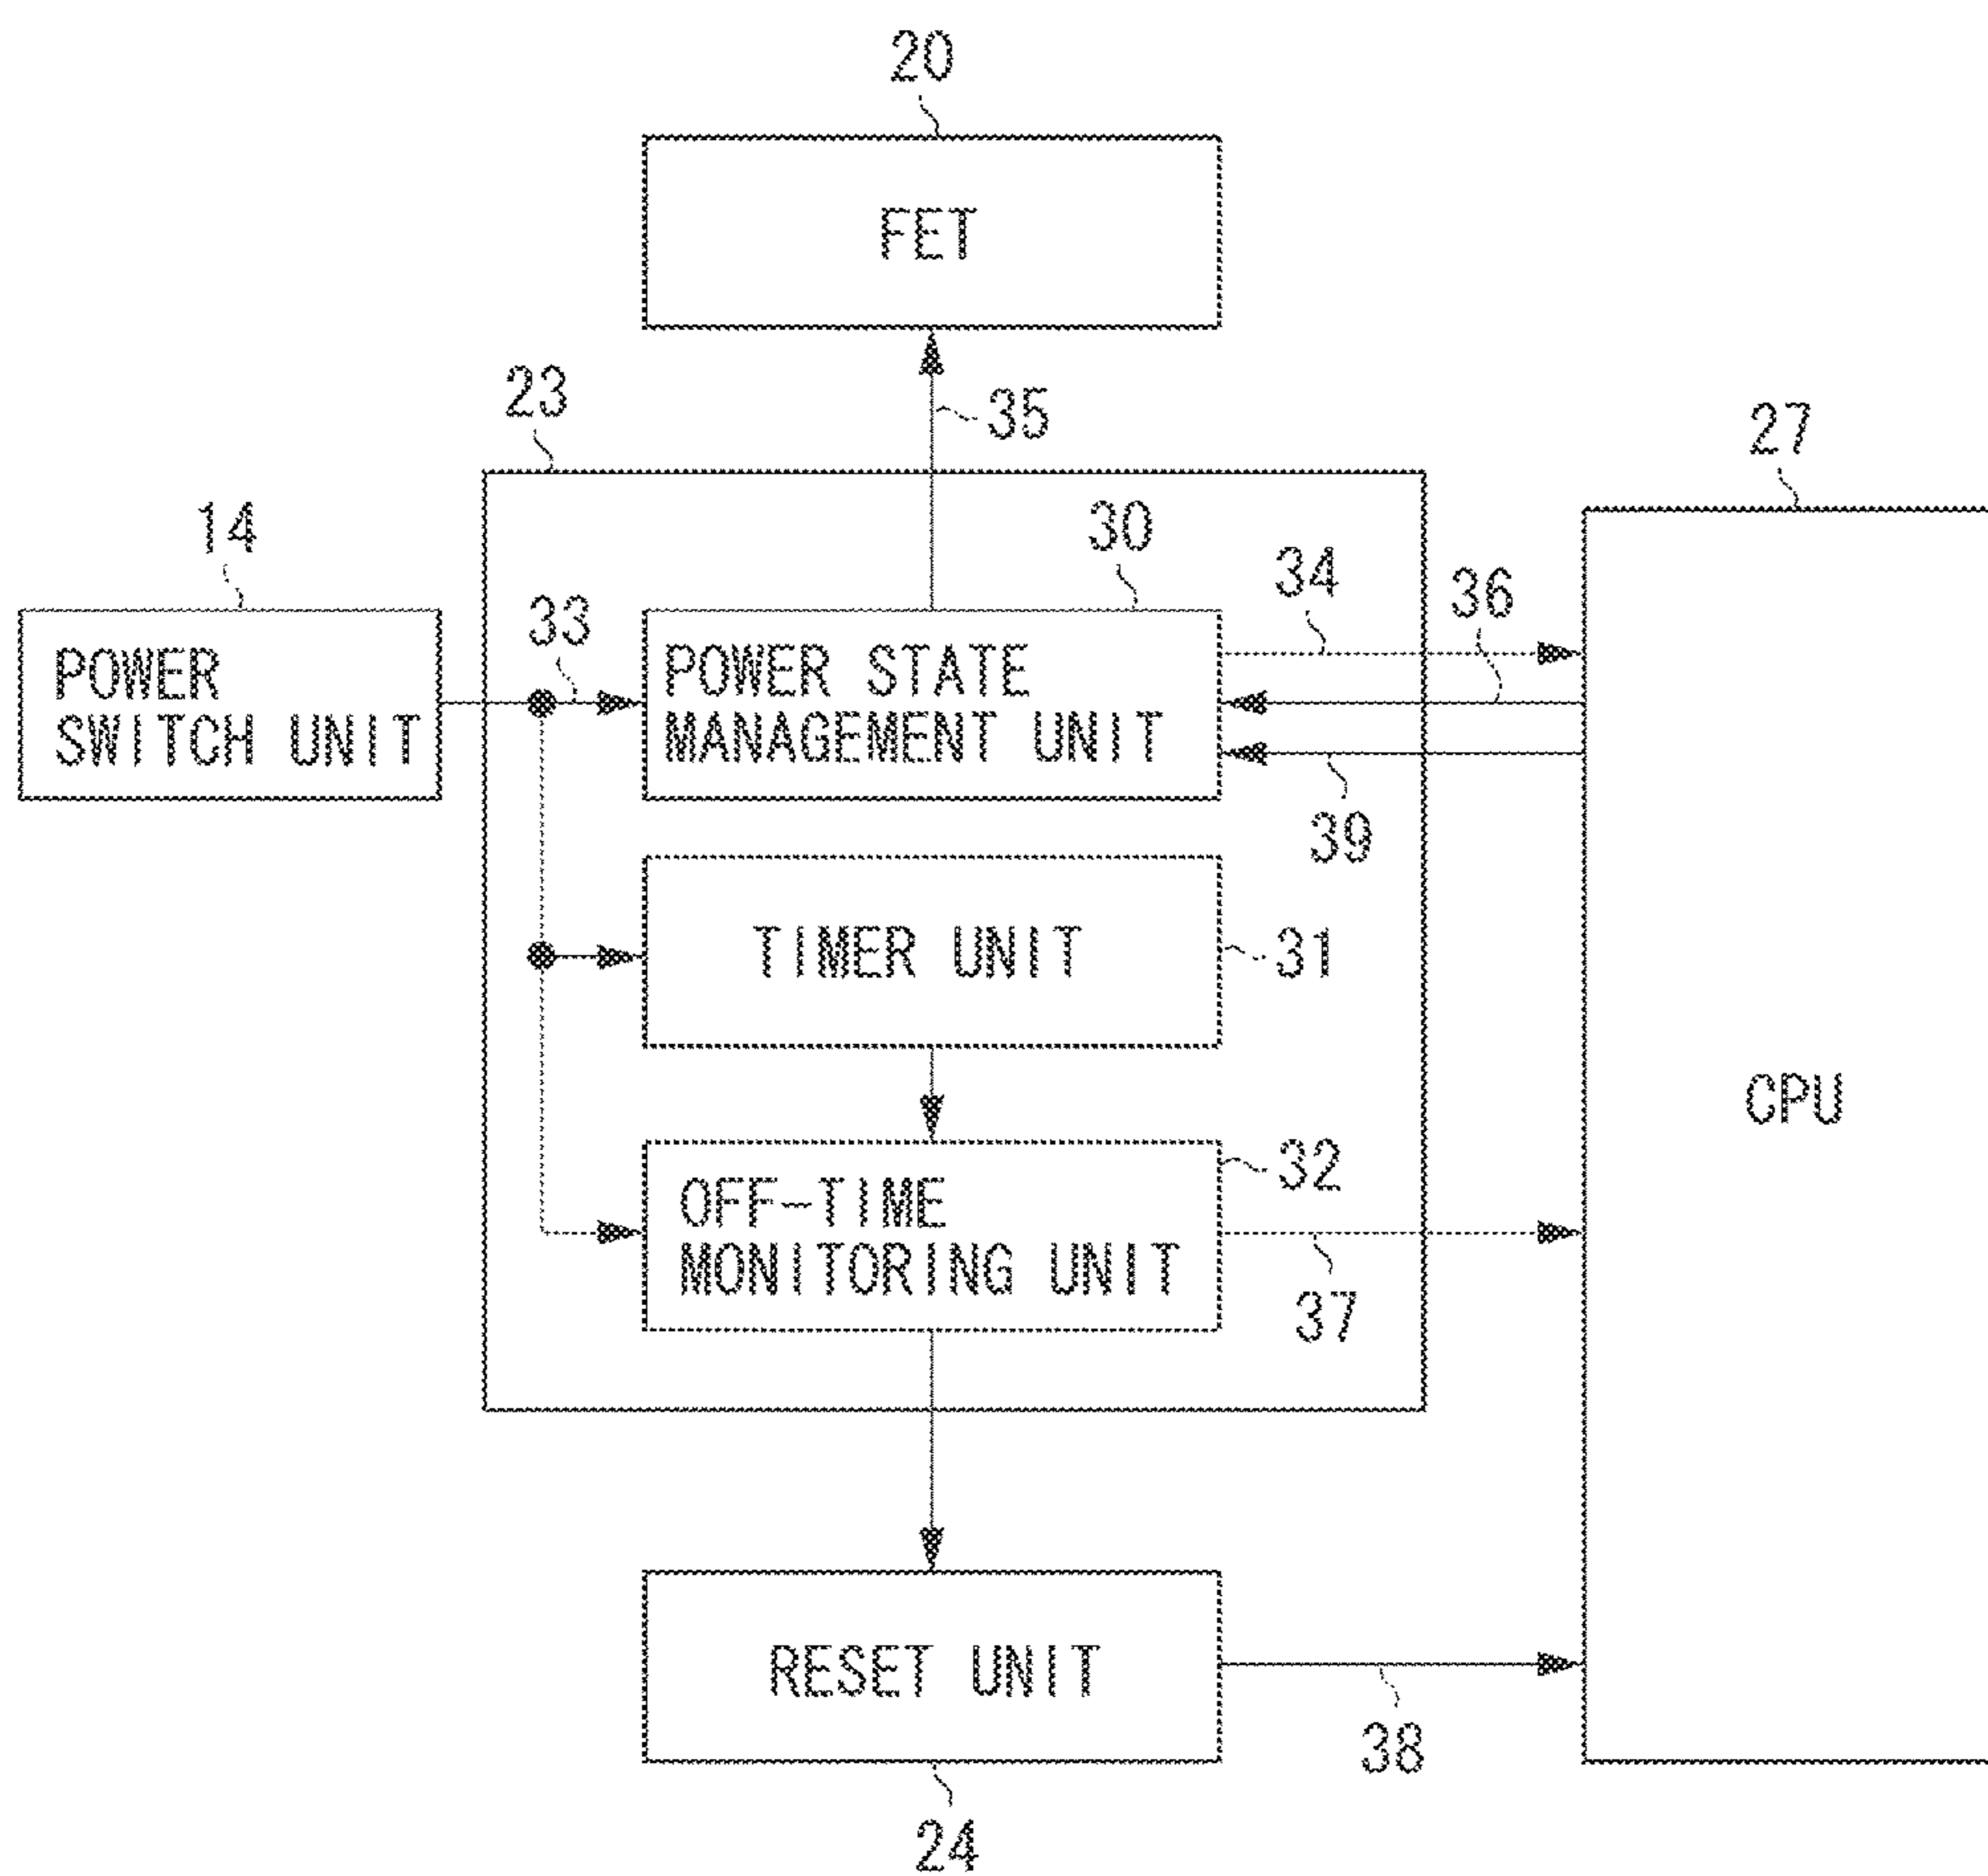 20
FET
23
35
27
14
30
34
36
33
POWER
SWITCH UNIT
POWER STATE
MANAGEMENT UNIT
39
TIMER UNIT
31
CPU
32
OFF-TIME
MONITORING UNIT
37
RESET UNIT
38
24